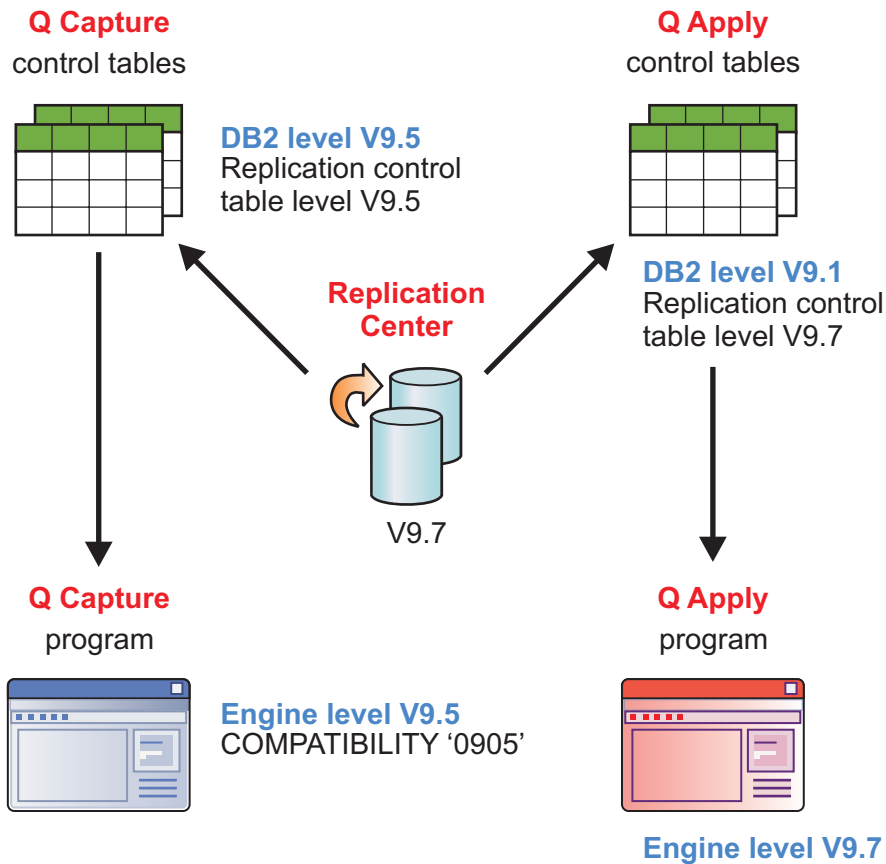 Q Capture
control tables
DB2 level V9.5
Replication control
table level V9.5
Q Apply
control tables
DB2 level V9.1
Replication control
table level V9.7
Replication
Center
V9.7
Q Capture
program
Engine level V9.5
COMPATIBILITY ‘0905’
Q Apply
program
Engine level V9.7